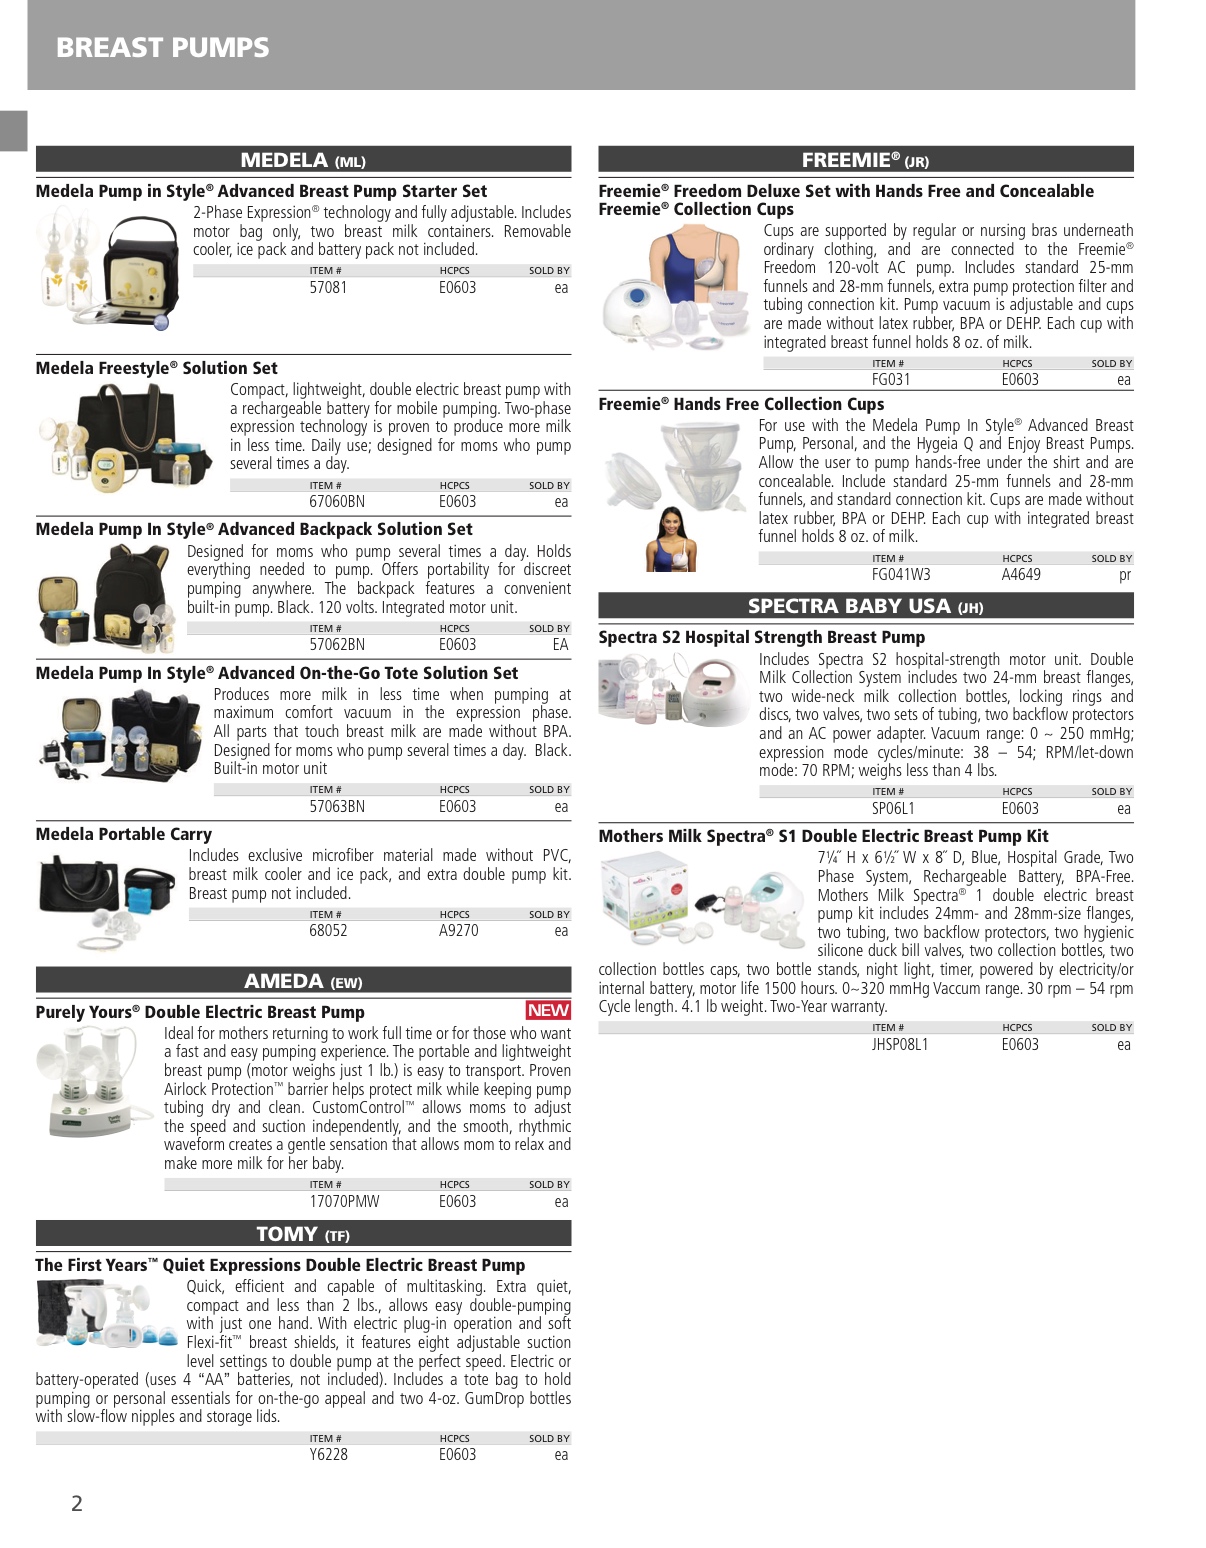 BREAST PUMPS
MEDELA (ML)
Medela Pump in Style® Advanced Breast Pump Starter Set
2-Phase Expression® technology and fully adjustable. Includes
motor bag only, two breast milk containers. Removable
cooler, ice pack and battery pack not included.
ITEM # HCPCS SOLD BY
57081 E0603 ea
Medela Freestyle® Solution Set
Compact, lightweight, double electric breast pump with
a rechargeable battery for mobile pumping. Two-phase
expression technology is proven to produce more milk
in less time. Daily use; designed for moms who pump
several times a day.
ITEM # HCPCS SOLD BY
67060BN E0603 ea
Medela Pump In Style® Advanced Backpack Solution Set
Designed for moms who pump several times a day. Holds
everything needed to pump. Offers portability for discreet
pumping anywhere. The backpack features a convenient
built-in pump. Black. 120 volts. Integrated motor unit.
ITEM # HCPCS SOLD BY
57062BN E0603 EA
Medela Pump In Style® Advanced On-the-Go Tote Solution Set
Produces more milk in less time when pumping at
maximum comfort vacuum in the expression phase.
All parts that touch breast milk are made without BPA.
Designed for moms who pump several times a day. Black.
Built-in motor unit
ITEM # HCPCS SOLD BY
57063BN E0603 ea
Medela Portable Carry
Includes exclusive microfiber material made without PVC,
breast milk cooler and ice pack, and extra double pump kit.
Breast pump not included.
ITEM # HCPCS SOLD BY
68052 A9270 ea
AMEDA (EW)
Purely Yours® Double Electric Breast Pump NEW
Ideal for mothers returning to work full time or for those who want
a fast and easy pumping experience. The portable and lightweight
breast pump (motor weighs just 1 lb.) is easy to transport. Proven
Airlock Protection™ barrier helps protect milk while keeping pump
tubing dry and clean. CustomControl™ allows moms to adjust
the speed and suction independently, and the smooth, rhythmic
waveform creates a gentle sensation that allows mom to relax and
make more milk for her baby.
ITEM # HCPCS SOLD BY
17070PMW E0603 ea
TOMY (TF)
The First Years™ Quiet Expressions Double Electric Breast Pump
Quick, efficient and capable of multitasking. Extra quiet,
compact and less than 2 lbs., allows easy double-pumping
with just one hand. With electric plug-in operation and soft
Flexi-fit™ breast shields, it features eight adjustable suction
level settings to double pump at the perfect speed. Electric or
battery-operated (uses 4 “AA” batteries, not included). Includes a tote bag to hold
pumping or personal essentials for on-the-go appeal and two 4-oz. GumDrop bottles
with slow-flow nipples and storage lids.
ITEM # HCPCS SOLD BY
Y6228 E0603 ea
FREEMIE® (JR)
Freemie® Freedom Deluxe Set with Hands Free and Concealable
Freemie® Collection Cups
Cups are supported by regular or nursing bras underneath
ordinary clothing, and are connected to the Freemie®
Freedom 120-volt AC pump. Includes standard 25-mm
funnels and 28-mm funnels, extra pump protection filter and
tubing connection kit. Pump vacuum is adjustable and cups
are made without latex rubber, BPA or DEHP. Each cup with
integrated breast funnel holds 8 oz. of milk.
ITEM # HCPCS SOLD BY
FG031 E0603 ea
Freemie® Hands Free Collection Cups
For use with the Medela Pump In Style® Advanced Breast
Pump, Personal, and the Hygeia Q and Enjoy Breast Pumps.
Allow the user to pump hands-free under the shirt and are
concealable. Include standard 25-mm funnels and 28-mm
funnels, and standard connection kit. Cups are made without
latex rubber, BPA or DEHP. Each cup with integrated breast
funnel holds 8 oz. of milk.
ITEM # HCPCS SOLD BY
FG041W3 A4649 pr
SPECTRA BABY USA (JH)
Spectra S2 Hospital Strength Breast Pump
Includes Spectra S2 hospital-strength motor unit. Double
Milk Collection System includes two 24-mm breast flanges,
two wide-neck milk collection bottles, locking rings and
discs, two valves, two sets of tubing, two backflow protectors
and an AC power adapter. Vacuum range: 0 ~ 250 mmHg;
expression mode cycles/minute: 38 – 54; RPM/let-down
mode: 70 RPM; weighs less than 4 lbs.
ITEM # HCPCS SOLD BY
SP06L1 E0603 ea
Mothers Milk Spectra® S1 Double Electric Breast Pump Kit
7¼˝ H x 6½˝ W x 8˝ D, Blue, Hospital Grade, Two
Phase System, Rechargeable Battery, BPA-Free.
Mothers Milk Spectra® 1 double electric breast
pump kit includes 24mm- and 28mm-size flanges,
two tubing, two backflow protectors, two hygienic
silicone duck bill valves, two collection bottles, two
collection bottles caps, two bottle stands, night light, timer, powered by electricity/or
internal battery, motor life 1500 hours. 0~320 mmHg Vaccum range. 30 rpm – 54 rpm
Cycle length. 4.1 lb weight. Two-Year warranty.
ITEM # HCPCS SOLD BY
JHSP08L1 E0603 ea
2